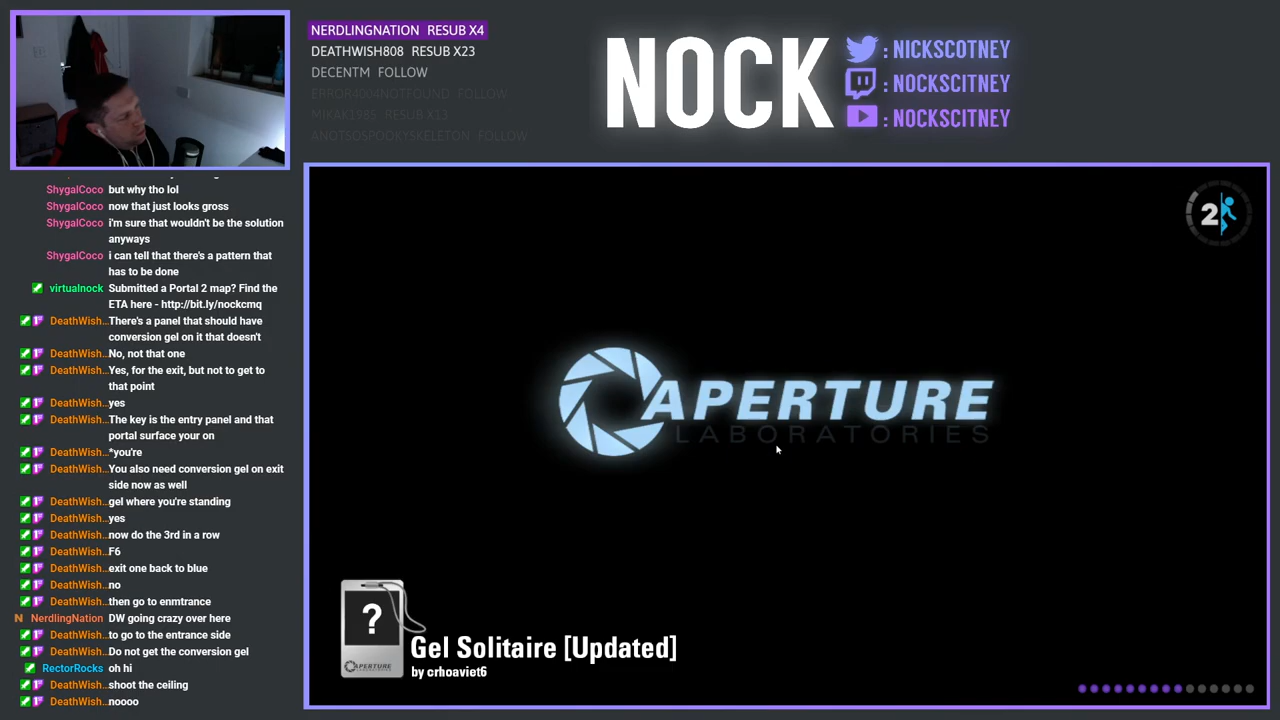 NERDLINGNATION RESUB X4
DEATHWISH808 RESUB X23
DECENTM FOLLOW
ERROR4004NOTFOUND FOLLOW
MIKAK1985 RESUB X13
ANOTSOSPOOKYSKELETON FOLLOW
NOCK
: NICKSCOTNEY
: NOCKSCITNEY
: NOCKSCITNEY
ShygalCoco but why tho lol
ShygalCoco now that just looks gross
ShygalCoco i'm sure that wouldn't be the solution
anyways
ShygalCoco i can tell that there's a pattern that
has to be done
virtualnock Submitted a Portal 2 map? Find the
ETA here - http://bit.ly/nockcmq
DeathWish... There's a panel that should have
conversion gel on it that doesn't
DeathWish... No, not that one
DeathWish... Yes, for the exit, but not to get to
that point
DeathWish... yes
DeathWish... The key is the entry panel and that
portal surface your on
DeathWish... *you're
DeathWish... You also need conversion gel on exit
side now as well
DeathWish... gel where you're standing
DeathWish... yes
DeathWish... now do the 3rd in a row
DeathWish... F6
DeathWish... exit one back to blue
DeathWish... no
DeathWish... then go to enmtrance
N NerdlingNation DW going crazy over here
DeathWish... to go to the entrance side
DeathWish... Do not get the conversion gel
RectorRocks oh hi
DeathWish... shoot the ceiling
DeathWish... noooo
2
APERTURE
LABORATORIES
?
APERTURE
Gel Solitaire [Updated]
by crhoaviet6